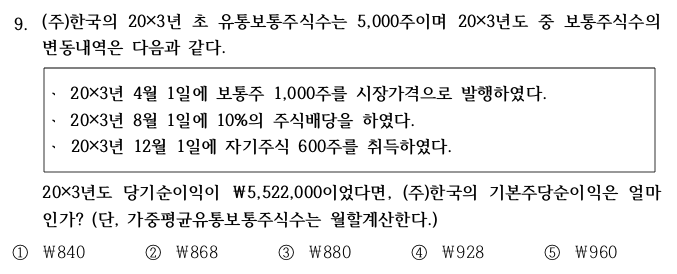 9. (주)한국의 20×3년 초 유통보통주식수는 5,000주이며 20×3년도 중 보통주식수의
변동내역은 다음과 같다.
、 20×3년 4월 1일에 보통주 1,000주를 시장가격으로 발행하였다.
、 20×3년 8월 1일에 10%의 주식배당을 하였다.
、 20×3년 12월 1일에 자기주식 600주를 취득하였다.
20×3년도 당기순이익이 ₩5,522,000이었다면, (주)한국의 기본주당순이익은 얼마
인가? (단, 가중평균유통보통주식수는 월할계산한다.)
① ₩840 ② ₩868 ③ ₩880 ④ ₩928 ⑤ ₩960